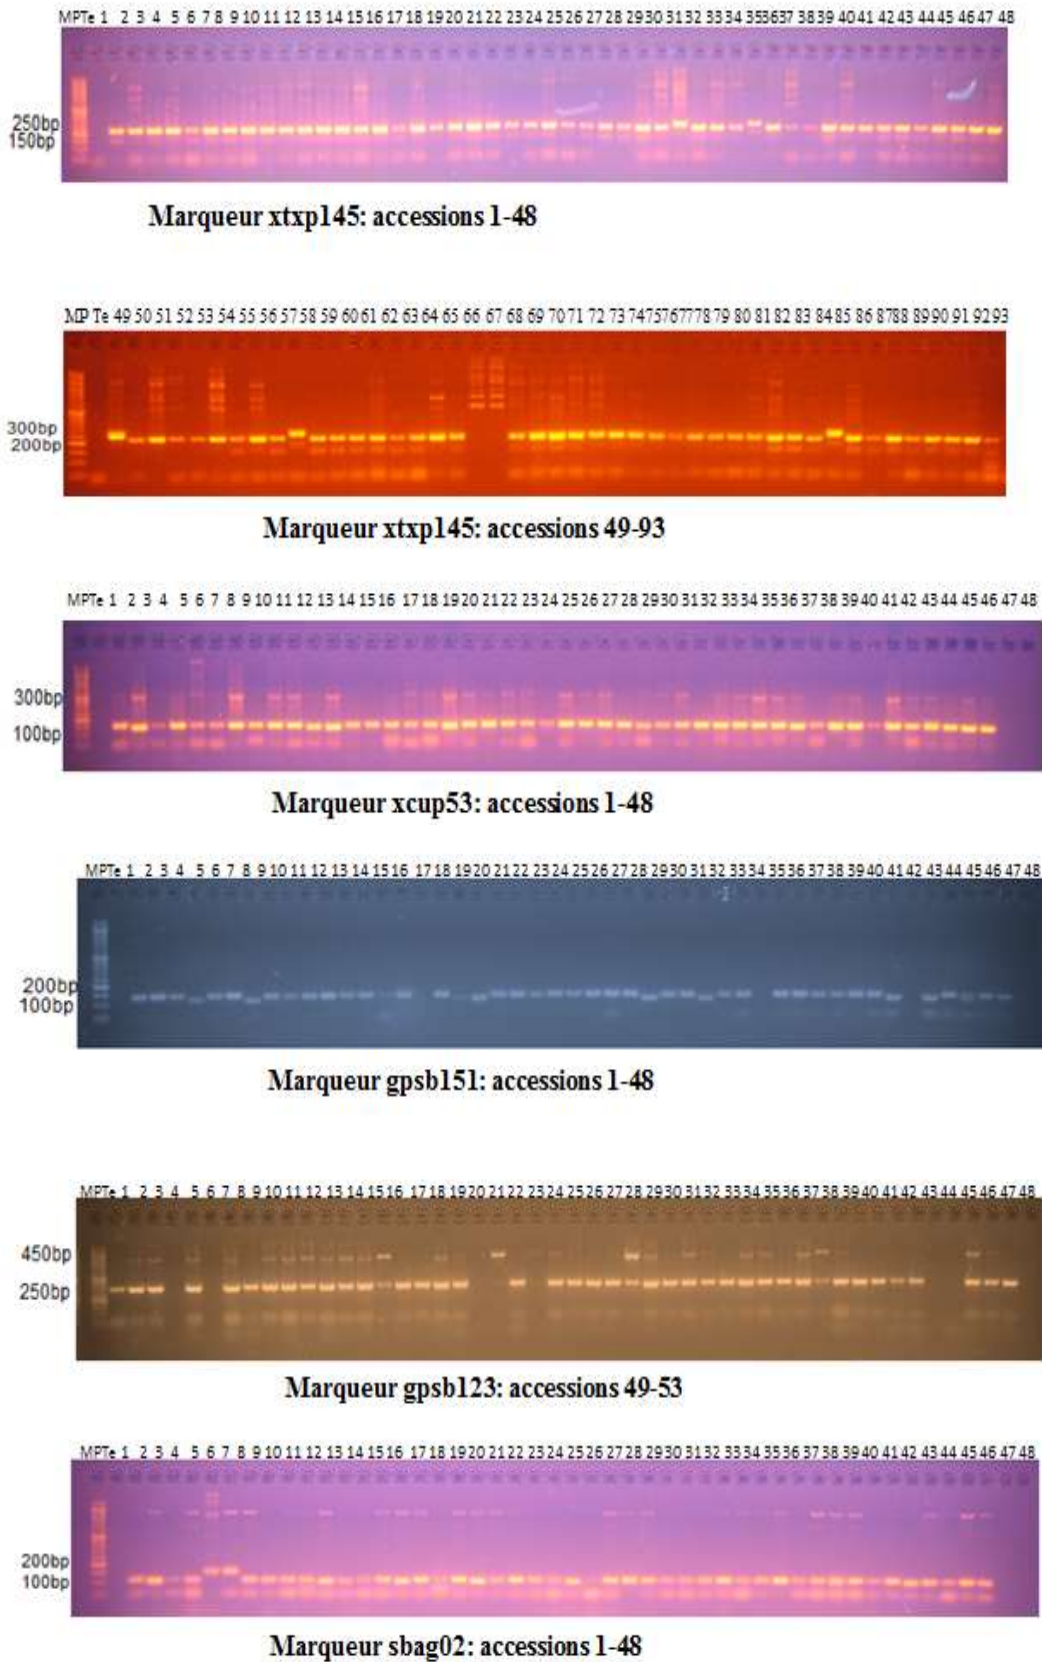 MPTe 1 2 3 4 5 6 7 8 9 10 11 12 13 14 15 16 17 18 19 20 21 22 23 24 25 26 27 28 29 30 31 32 33 34 35 36 37 38 39 40 41 42 43 44 45 46 47 48
250bp
150bp
Marqueur xtxp145: accessions 1-48
MP Te 49 50 51 52 53 54 55 56 57 58 59 60 61 62 63 64 65 66 67 68 69 70 71 72 73 74 75 76 77 78 79 80 81 82 83 84 85 86 87 88 89 90 91 92 93
300bp
200bp
Marqueur xtxp145: accessions 49-93
MPTe 1 2 3 4 5 6 7 8 9 10 11 12 13 14 15 16 17 18 19 20 21 22 23 24 25 26 27 28 29 30 31 32 33 34 35 36 37 38 39 40 41 42 43 44 45 46 47 48
300bp
100bp
Marqueur xcup53: accessions 1-48
MPTe 1 2 3 4 5 6 7 8 9 10 11 12 13 14 15 16 17 18 19 20 21 22 23 24 25 26 27 28 29 30 31 32 33 34 35 36 37 38 39 40 41 42 43 44 45 46 47 48
200bp
100bp
Marqueur gpsb151: accessions 1-48
MPTe 1 2 3 4 5 6 7 8 9 10 11 12 13 14 15 16 17 18 19 20 21 22 23 24 25 26 27 28 29 30 31 32 33 34 35 36 37 38 39 40 41 42 43 44 45 46 47 48
450bp
250bp
Marqueur gpsb123: accessions 49-53
MPTe 1 2 3 4 5 6 7 8 9 10 11 12 13 14 15 16 17 18 19 20 21 22 23 24 25 26 27 28 29 30 31 32 33 34 35 36 37 38 39 40 41 42 43 44 45 46 47 48
200bp
100bp
Marqueur sbag02: accessions 1-48